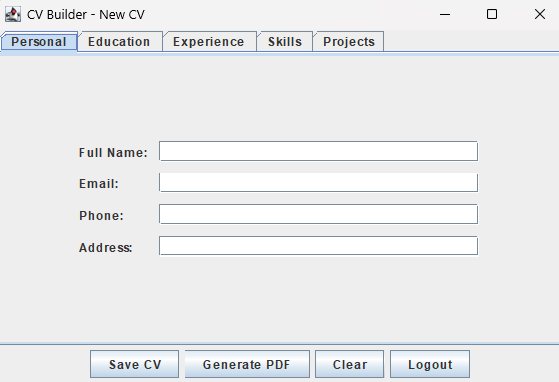 CV Builder - New CV
Personal Education Experience Skills Projects
Full Name:
Email:
Phone:
Address:
Save CV Generate PDF Clear Logout